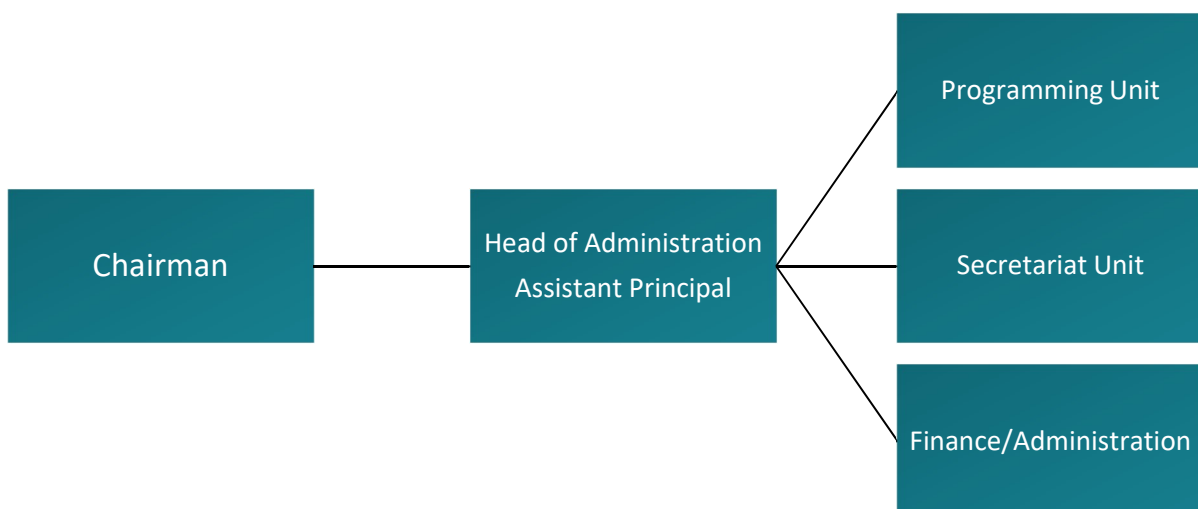 Chairman
Head of Administration
Assistant Principal
Programming Unit
Secretariat Unit
Finance/Administration